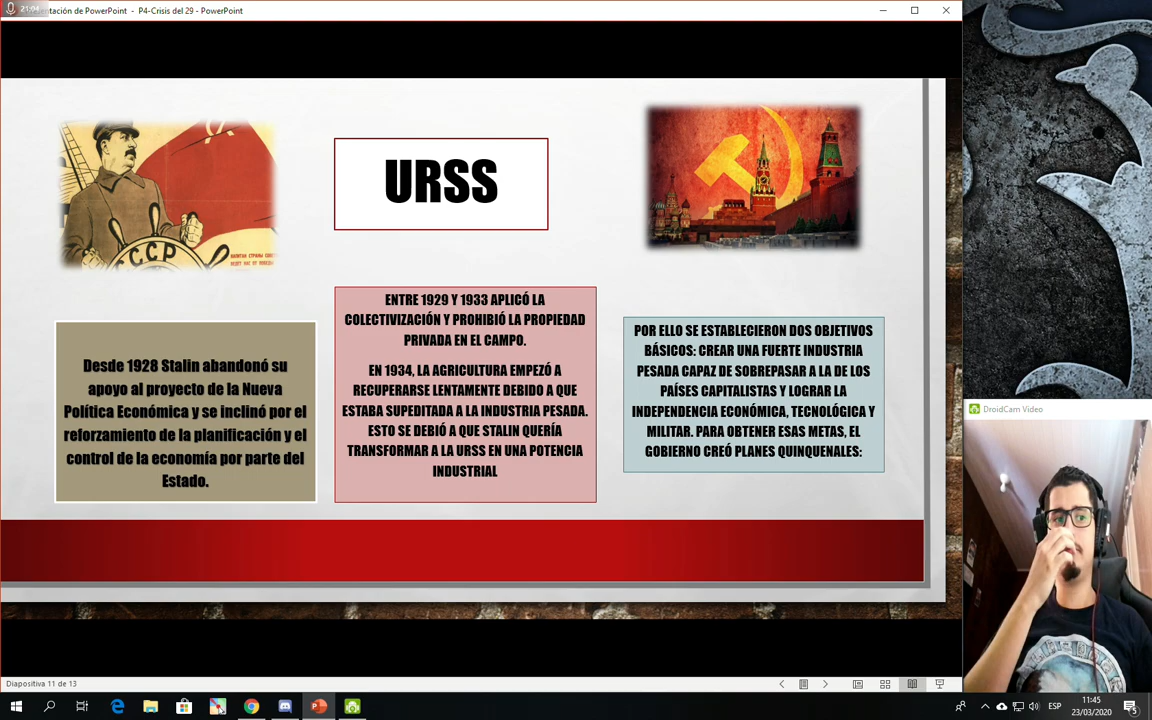 21:04
ntación de PowerPoint - P4-Crisis del 29 - PowerPoint
URSS
CCP
Desde 1928 Stalin abandonó su
apoyo al proyecto de la Nueva
Política Económica y se inclinó por el
reforzamiento de la planificación y el
control de la economía por parte del
Estado.
ENTRE 1929 Y 1933 APLICÓ LA
COLECTIVIZACIÓN Y PROHIBIÓ LA PROPIEDAD
PRIVADA EN EL CAMPO.
EN 1934, LA AGRICULTURA EMPEZÓ A
RECUPERARSE LENTAMENTE DEBIDO A QUE
ESTABA SUPEDITADA A LA INDUSTRIA PESADA.
ESTO SE DEBIÓ A QUE STALIN QUERÍA
TRANSFORMAR A LA URSS EN UNA POTENCIA
INDUSTRIAL
POR ELLO SE ESTABLECIERON DOS OBJETIVOS
BÁSICOS: CREAR UNA FUERTE INDUSTRIA
PESADA CAPAZ DE SOBREPASAR A LA DE LOS
PAÍSES CAPITALISTAS Y LOGRAR LA
INDEPENDENCIA ECONÓMICA, TECNOLÓGICA Y
MILITAR. PARA OBTENER ESAS METAS, EL
GOBIERNO CREÓ PLANES QUINQUENALES:
DroidCam Video
Diapositiva 11 de 13
ESP
11:45
23/03/2020
5